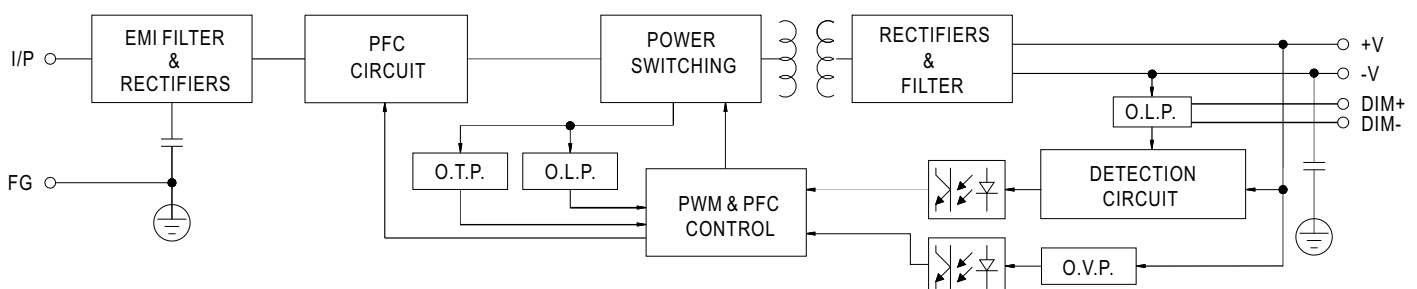 I/P
EMI FILTER
&
RECTIFIERS
PFC
CIRCUIT
POWER
SWITCHING
RECTIFIERS
&
FILTER
+V
-V
DIM+
DIM-
O.L.P.
FG
O.T.P.
O.L.P.
PWM & PFC
CONTROL
DETECTION
CIRCUIT
O.V.P.